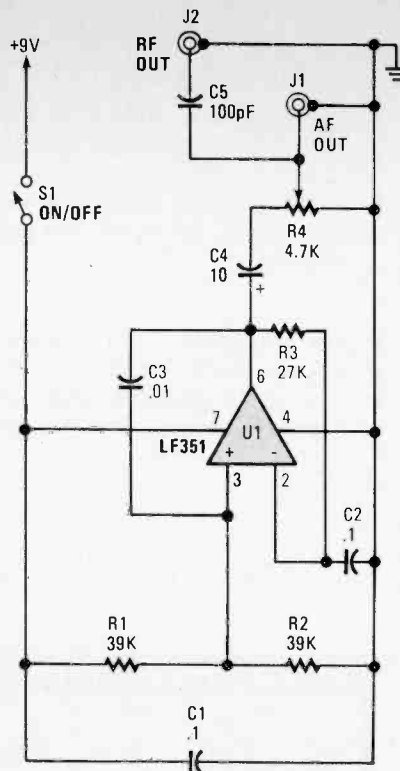 J2
+9V
RF
OUT
C5
100pF
J1
AF
OUT
S1
ON/OFF
R4
4.7K
C4
10
+
R3
27K
C3
.01
6
7
4
U1
LF351
+
-
3
2
C2
.1
R1
39K
R2
39K
C1
.1